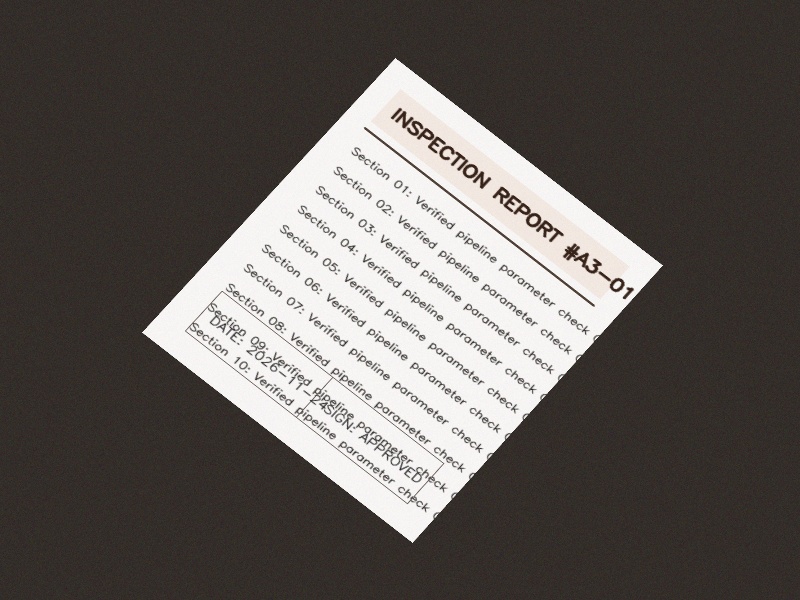 INSPECTION REPORT #A3-01
Section 01: Verified pipeline parameter check
Section 02: Verified pipeline parameter check
Section 03: Verified pipeline parameter check
Section 04: Verified pipeline parameter check
Section 05: Verified pipeline parameter check
Section 06: Verified pipeline parameter check
Section 07: Verified pipeline parameter check
Section 08: Verified pipeline parameter check
Section 09: Verified pipeline parameter check
DATE: 2026-11-24
SIGN: APPROVED
Section 10: Verified pipeline parameter check